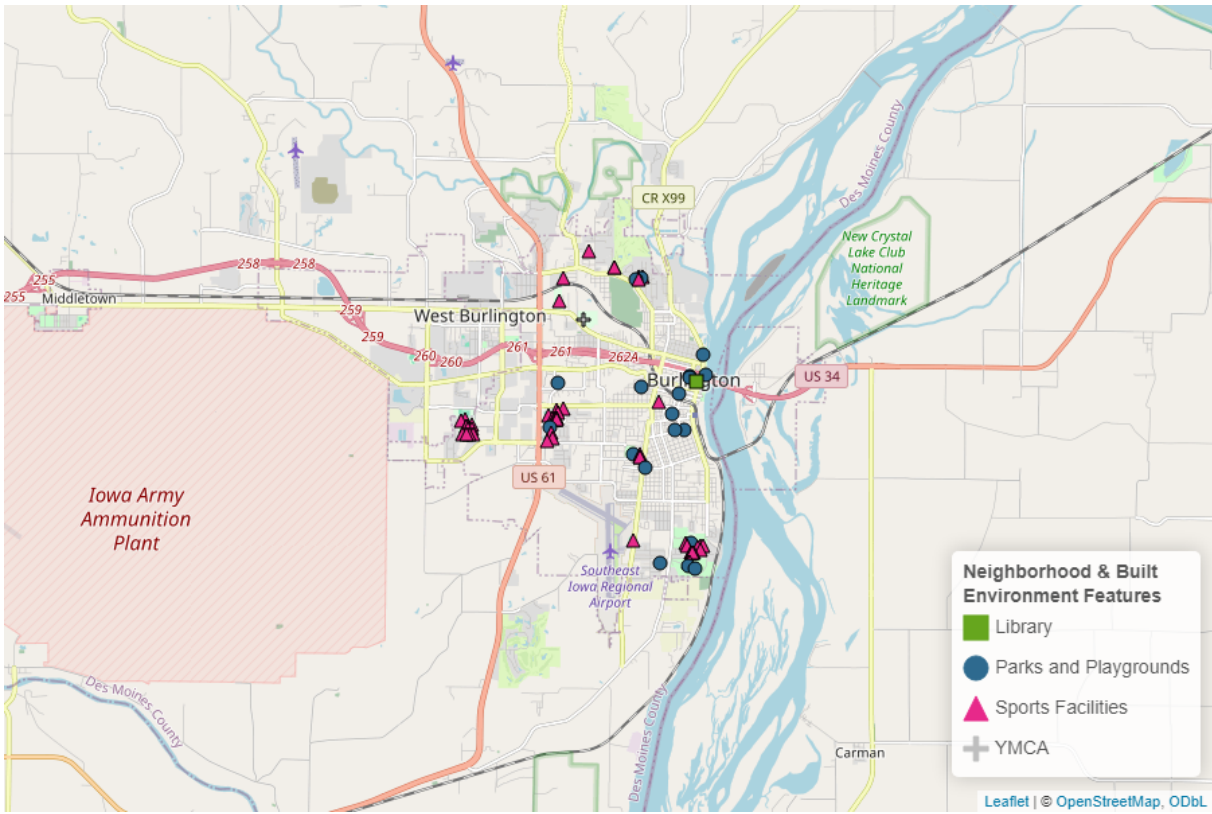 CR X99
Des Moines County
New Crystal
Lake Club
National
Heritage
Landmark
258
258
255
255
Middletown
259
259
West Burlington
260
260
261
261
262A
Burlington
US 34
US 61
Iowa Army
Ammunition
Plant
Southeast
Iowa Regional
Airport
Des Moines County
Des Moines County
Carman
Neighborhood & Built
Environment Features
Library
Parks and Playgrounds
Sports Facilities
YMCA
Leaflet | © OpenStreetMap, ODbL